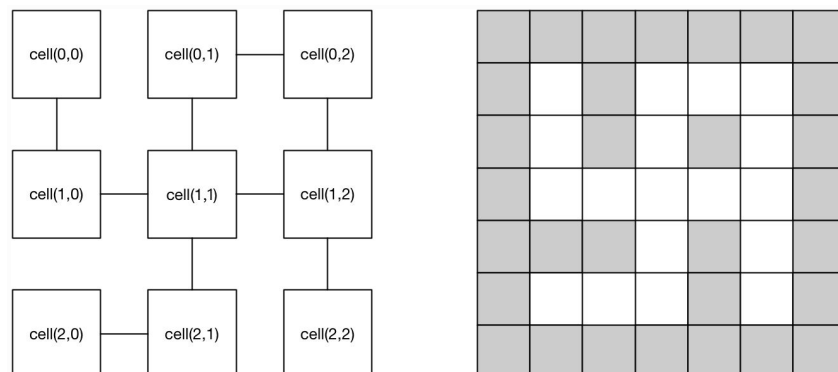 cell(0,0) cell(0,1) cell(0,2)
cell(1,0) cell(1,1) cell(1,2)
cell(2,0) cell(2,1) cell(2,2)